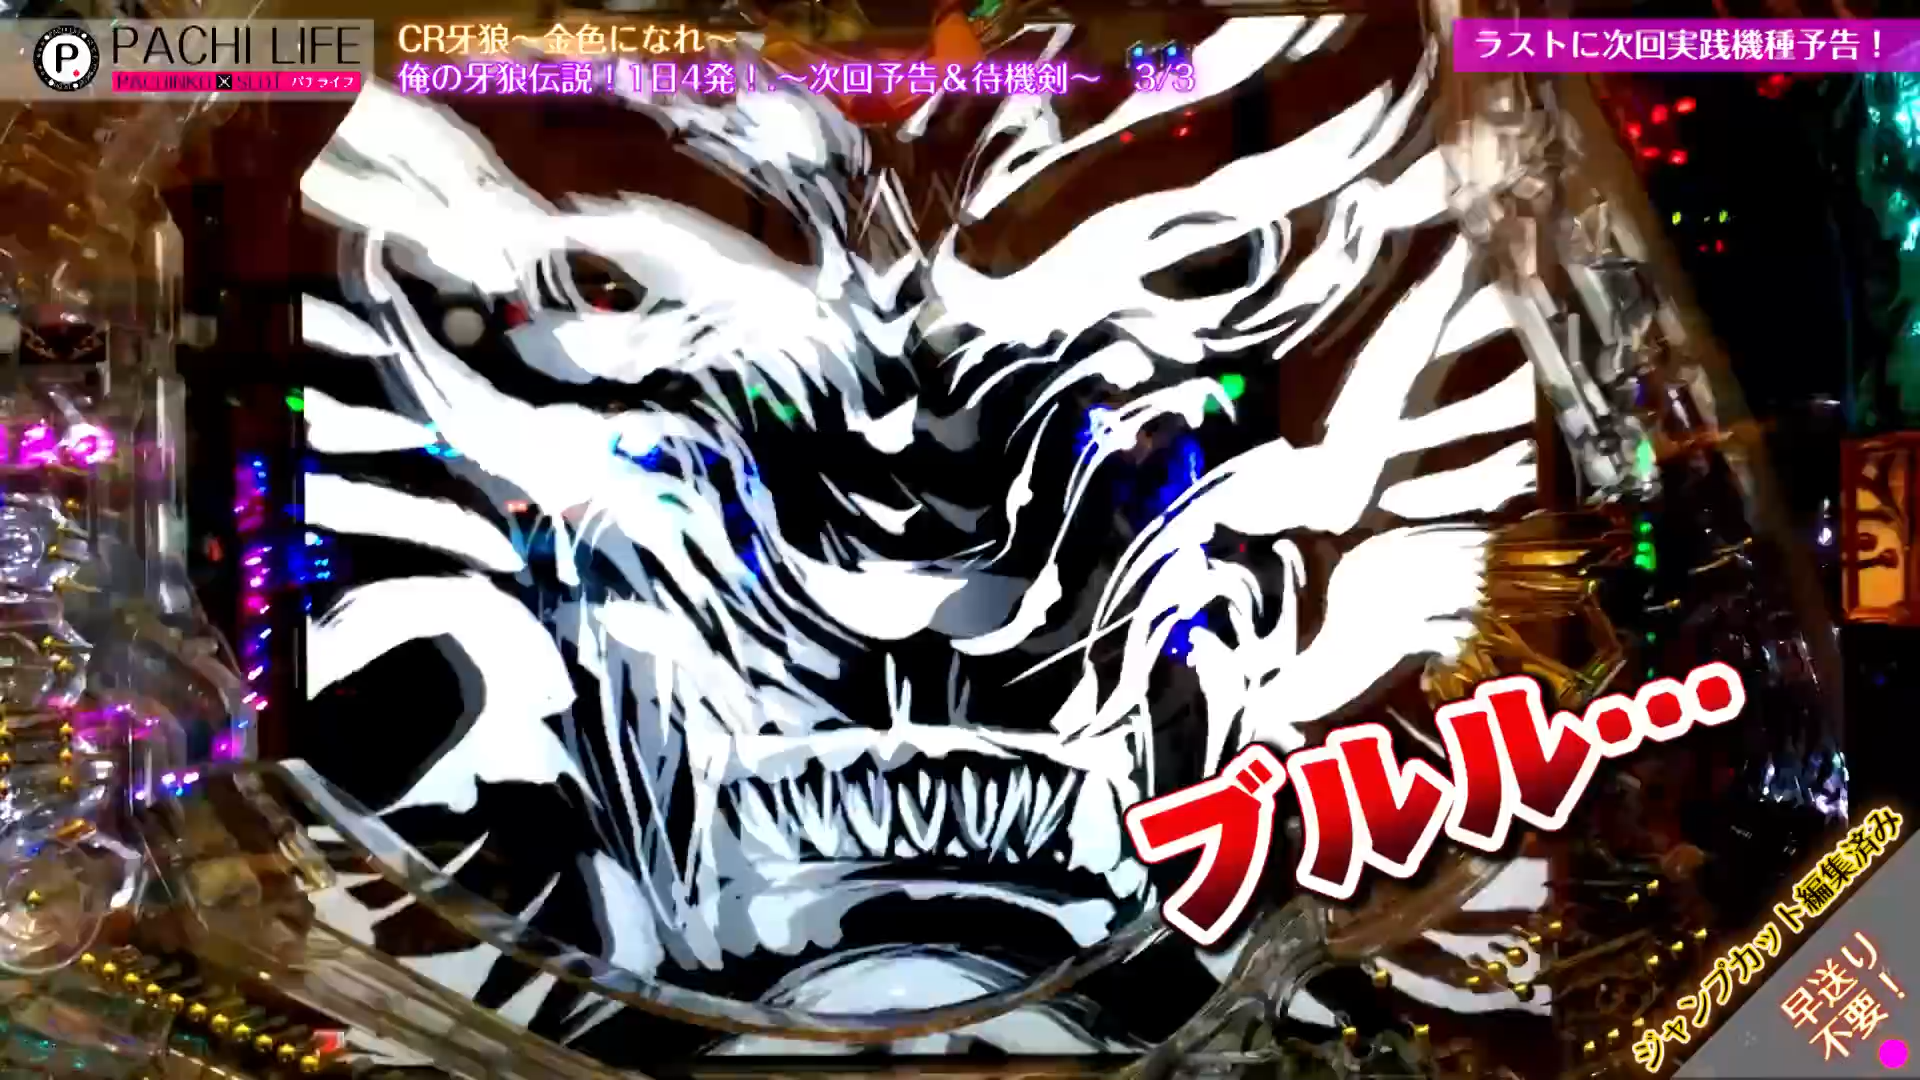 PACHI LIFE
PACHINKO X SLOT パチライフ
CR牙狼～金色になれ～
俺の牙狼伝説！1日4発！.～次回予告＆待機剣～　3/3
ラストに次回実践機種予告！
ブルル…
ジャンプカット編集済み
早送り
不要！